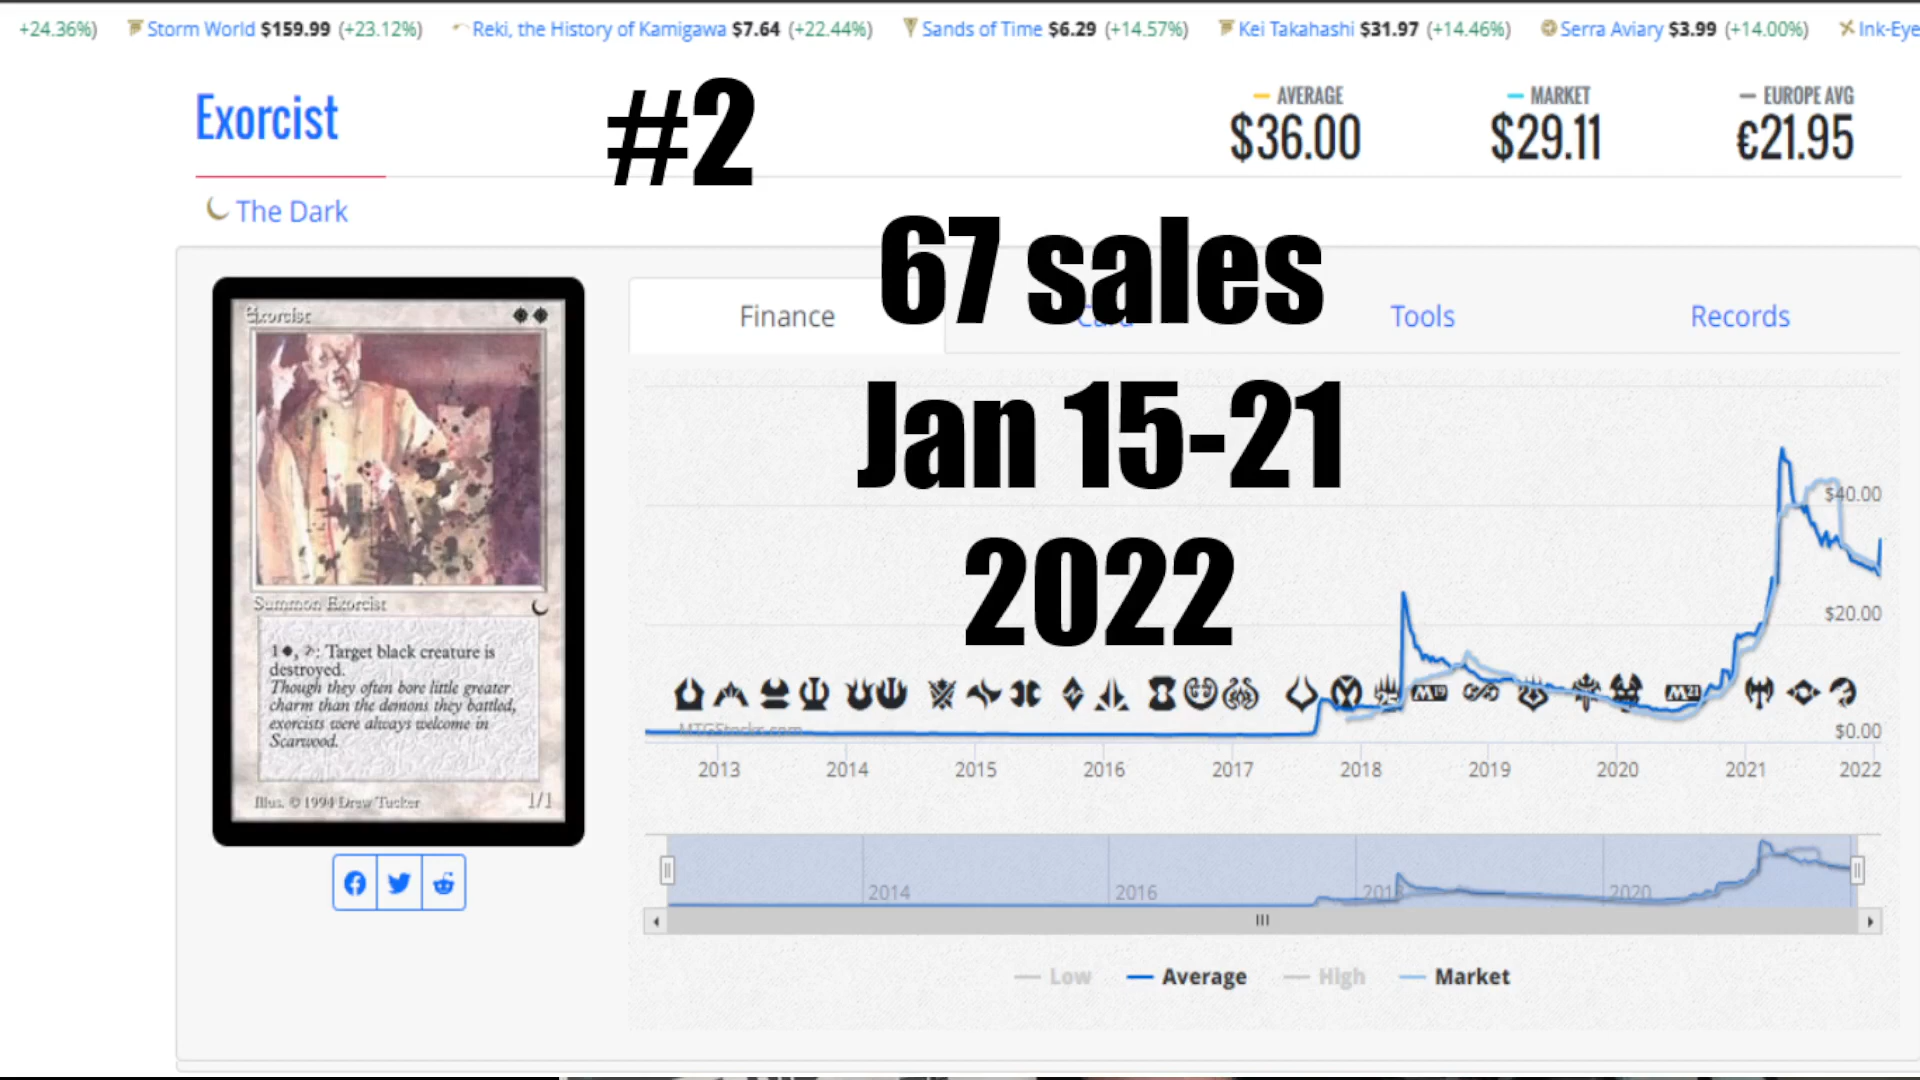 +24.36%) Storm World $159.99 (+23.12%) Reki, the History of Kamigawa $7.64 (+22.44%) Sands of Time $6.29 (+14.57%) Kei Takahashi $31.97 (+14.46%) Serra Aviary $3.99 (+14.00%) Ink-Eye
Exorcist
#2
AVERAGE
$36.00
MARKET
$29.11
EUROPE AVG
€21.95
The Dark
67 sales
Jan 15-21
2022
Finance
Card
Tools
Records
Exorcist
Summon Exorcist
1, : Target black creature is
destroyed.
Though they often bore little greater
charm than the demons they battled,
exorcists were always welcome in
Scarwood.
Illus. © 1994 Drew Tucker
1/1
$40.00
$20.00
$0.00
M19
M21
MTGStocks.com
2013 2014 2015 2016 2017 2018 2019 2020 2021 2022
2014 2016 2018 2020
Low Average High Market